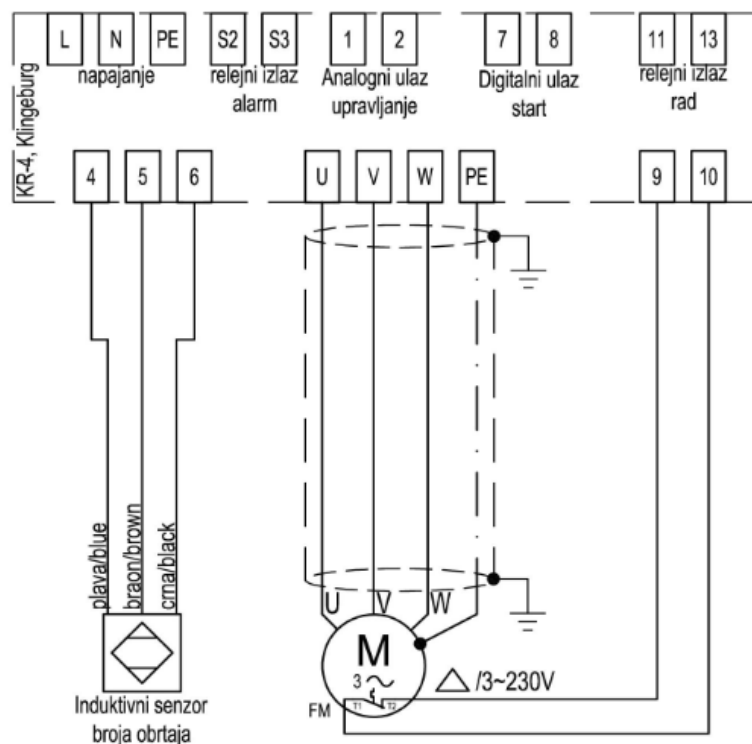 L N PE S2 S3 1 2 7 8 11 13
napajanje
relejni izlaz
alarm
Analogni ulaz
upravljanje
Digitalni ulaz
start
relejni izlaz
rad
KR-4, Klingeburg
4 5 6 U V W PE 9 10
plava/blue
braon/brown
crna/black
U V W
M
3
T1 T2
FM
/3~230V
Induktivni senzor
broja obrtaja